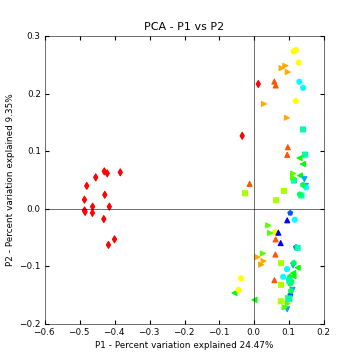 PCA - P1 vs P2
P2 - Percent variation explained 9.35%
0.3
0.2
0.1
0.0
−0.1
−0.2
−0.6 −0.5 −0.4 −0.3 −0.2 −0.1 0.0 0.1 0.2
P1 - Percent variation explained 24.47%